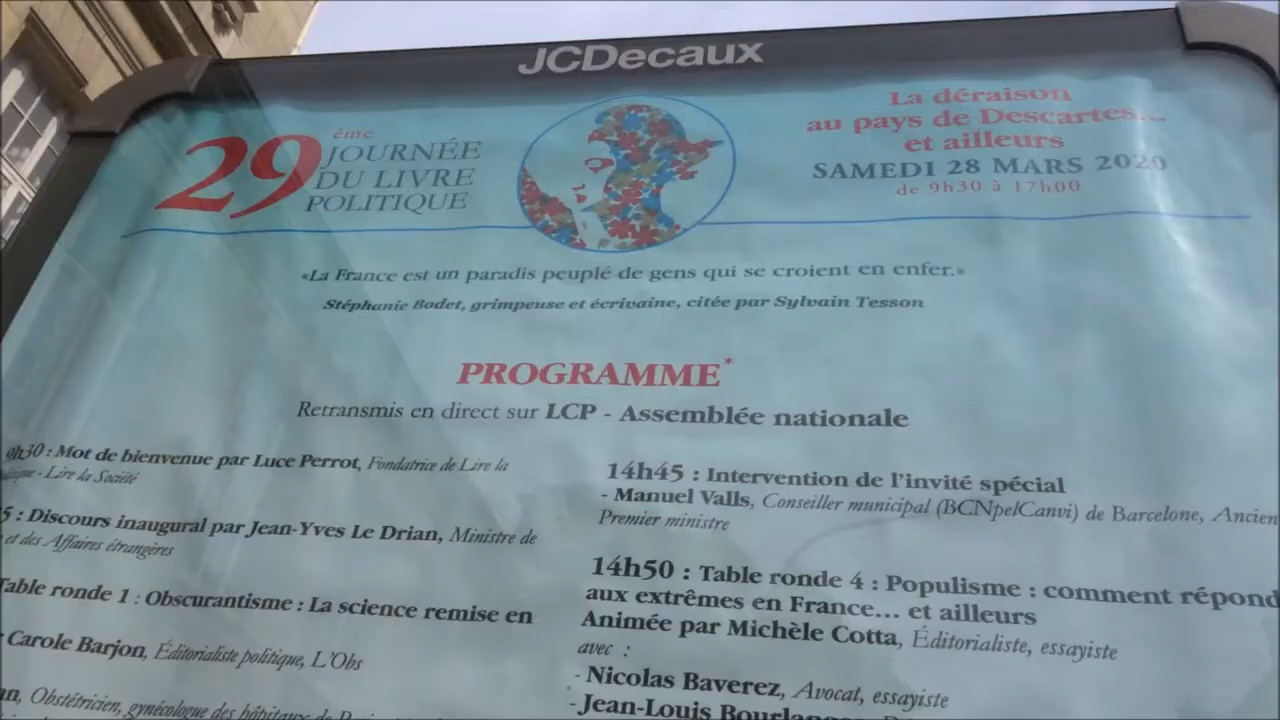 JCDecaux
29ème JOURNÉE
DU LIVRE
POLITIQUE
La déraison
au pays de Descartes...
et ailleurs
SAMEDI 28 MARS 2020
de 9h30 à 17h00
«La France est un paradis peuplé de gens qui se croient en enfer.»
Stéphanie Bodet, grimpeuse et écrivaine, citée par Sylvain Tesson
PROGRAMME*
Retransmis en direct sur LCP - Assemblée nationale
9h30 : Mot de bienvenue par Luce Perrot, Fondatrice de Lire la
- Lire la Société
5 : Discours inaugural par Jean-Yves Le Drian, Ministre de
et des Affaires étrangères
Table ronde 1 : Obscurantisme : La science remise en
Carole Barjon, Éditorialiste politique, L'Obs
Obstétricien, gynécologue des hôpitaux de
14h45 : Intervention de l'invité spécial
- Manuel Valls, Conseiller municipal (BCNpelCanvi) de Barcelone, Ancien
Premier ministre
14h50 : Table ronde 4 : Populisme : comment répond
aux extrêmes en France... et ailleurs
Animée par Michèle Cotta, Éditorialiste, essayiste
avec :
- Nicolas Baverez, Avocat, essayiste
- Jean-Louis